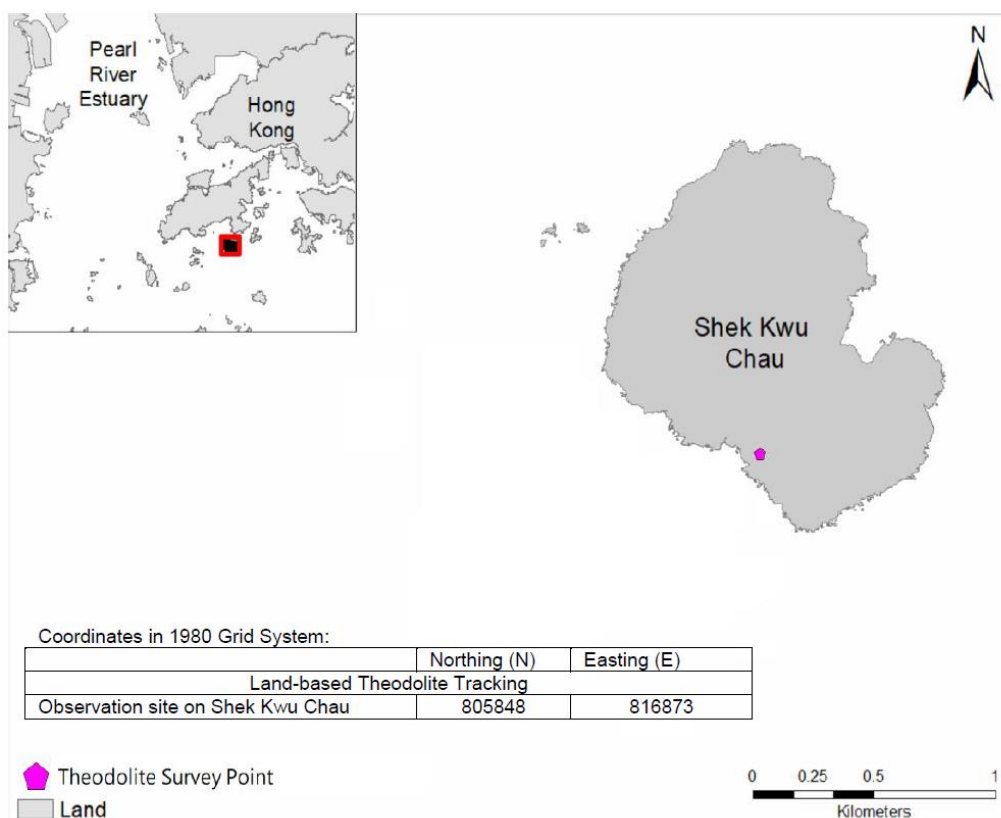 Pearl
River
Estuary
Hong
Kong
N
Shek Kwu
Chau
Coordinates in 1980 Grid System:
Northing (N) Easting (E)
Land-based Theodolite Tracking
Observation site on Shek Kwu Chau 805848 816873
Theodolite Survey Point
Land
0 0.25 0.5 1
Kilometers